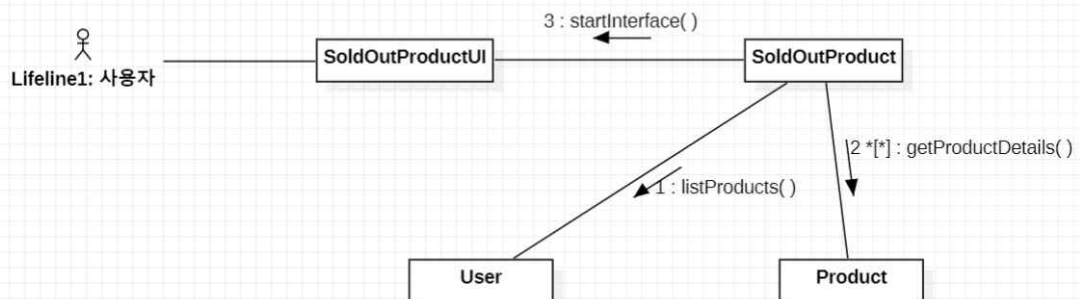 3 : startInterface( )
SoldOutProductUI
SoldOutProduct
Lifeline1: 사용자
2 *[*] : getProductDetails( )
1 : listProducts( )
User
Product